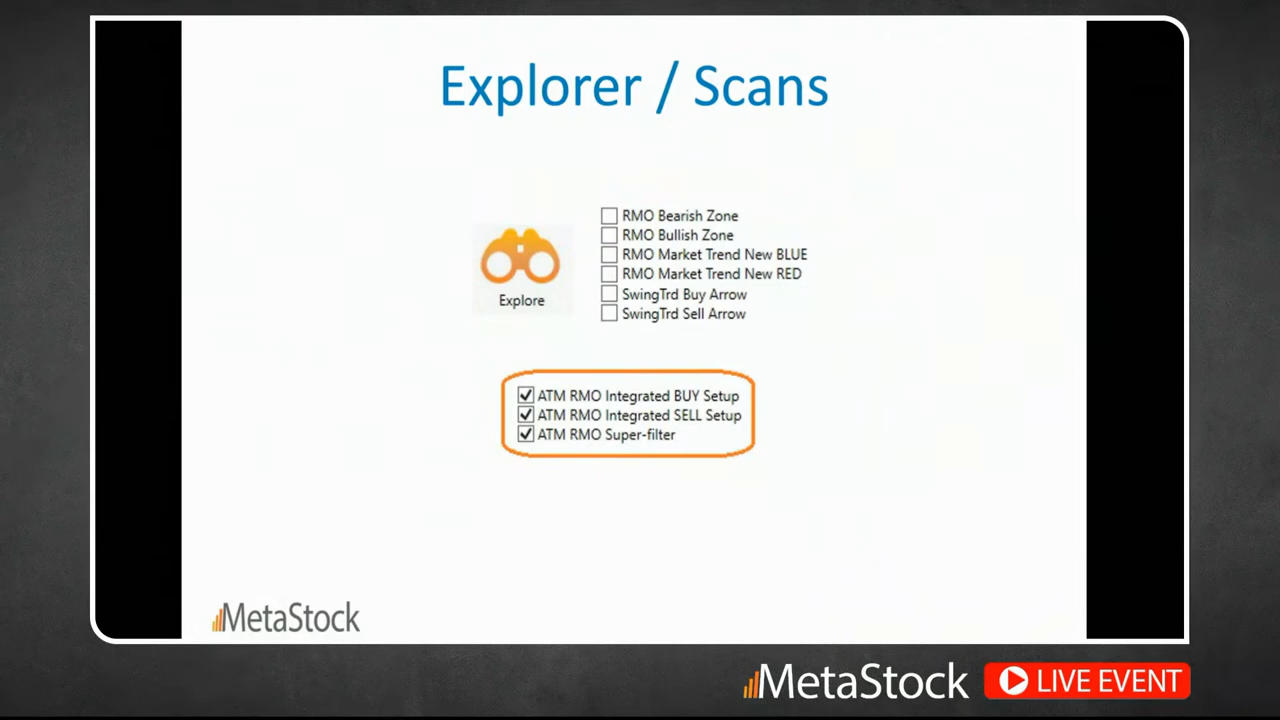 Explorer / Scans
Explore
RMO Bearish Zone
RMO Bullish Zone
RMO Market Trend New BLUE
RMO Market Trend New RED
SwingTrd Buy Arrow
SwingTrd Sell Arrow
ATM RMO Integrated BUY Setup
ATM RMO Integrated SELL Setup
ATM RMO Super-filter
MetaStock
MetaStock LIVE EVENT